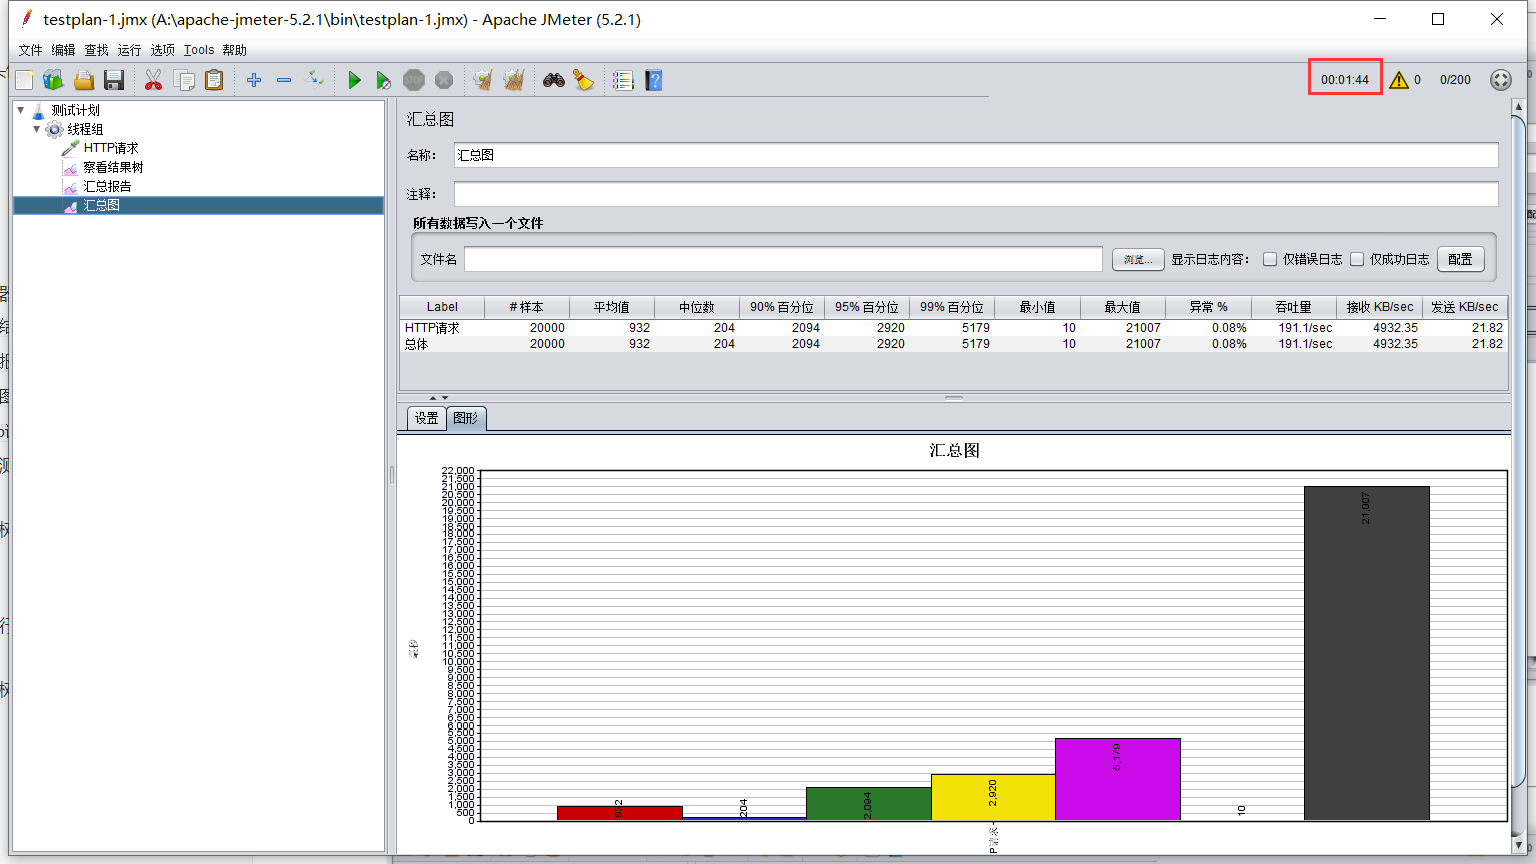 testplan-1.jmx (A:\apache-jmeter-5.2.1\bin\testplan-1.jmx) - Apache JMeter (5.2.1)
文件 编辑 查找 运行 选项 Tools 帮助
00:01:44 0 0/200
测试计划
线程组
HTTP请求
察看结果树
汇总报告
汇总图
汇总图
名称: 汇总图
注释:
所有数据写入一个文件
文件名 浏览... 显示日志内容: 仅错误日志 仅成功日志 配置
Label # 样本 平均值 中位数 90% 百分位 95% 百分位 99% 百分位 最小值 最大值 异常 % 吞吐量 接收 KB/sec 发送 KB/sec
HTTP请求 20000 932 204 2094 2920 5179 10 21007 0.08% 191.1/sec 4932.35 21.82
总体 20000 932 204 2094 2920 5179 10 21007 0.08% 191.1/sec 4932.35 21.82
设置 图形
汇总图
22,000
21,500
21,000
20,500
20,000
19,500
19,000
18,500
18,000
17,500
17,000
16,500
16,000
15,500
15,000
14,500
14,000
13,500
13,000
12,500
12,000
11,500
11,000
10,500
10,000
9,500
9,000
8,500
8,000
7,500
7,000
6,500
6,000
5,500
5,000
4,500
4,000
3,500
3,000
2,500
2,000
1,500
1,000
500
0
毫秒
932
204
2,094
2,920
5,179
10
21,007
P请求